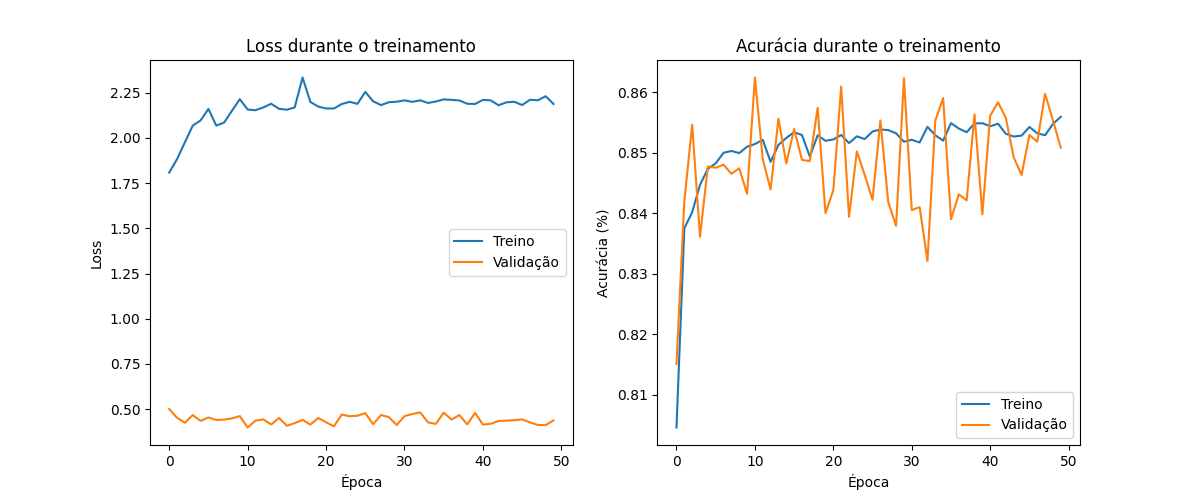 Loss durante o treinamento
2.25
2.00
1.75
1.50
1.25
1.00
0.75
0.50
Loss
0
10
20
30
40
50
Época
Treino
Validação
Acurácia durante o treinamento
0.86
0.85
0.84
0.83
0.82
0.81
Acurácia (%)
0
10
20
30
40
50
Época
Treino
Validação